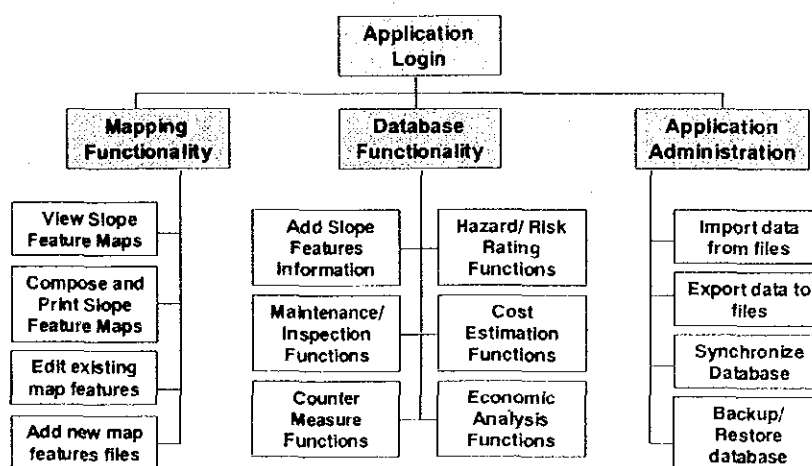 Application
Login
Mapping
Functionality
Database
Functionality
Application
Administration
View Slope
Feature Maps
Compose and
Print Slope
Feature Maps
Edit existing
map features
Add new map
features files
Add Slope
Features
Information
Maintenance/
Inspection
Functions
Counter
Measure
Functions
Hazard/ Risk
Rating
Functions
Cost
Estimation
Functions
Economic
Analysis
Functions
Import data
from files
Export data to
files
Synchronize
Database
Backup/
Restore
database